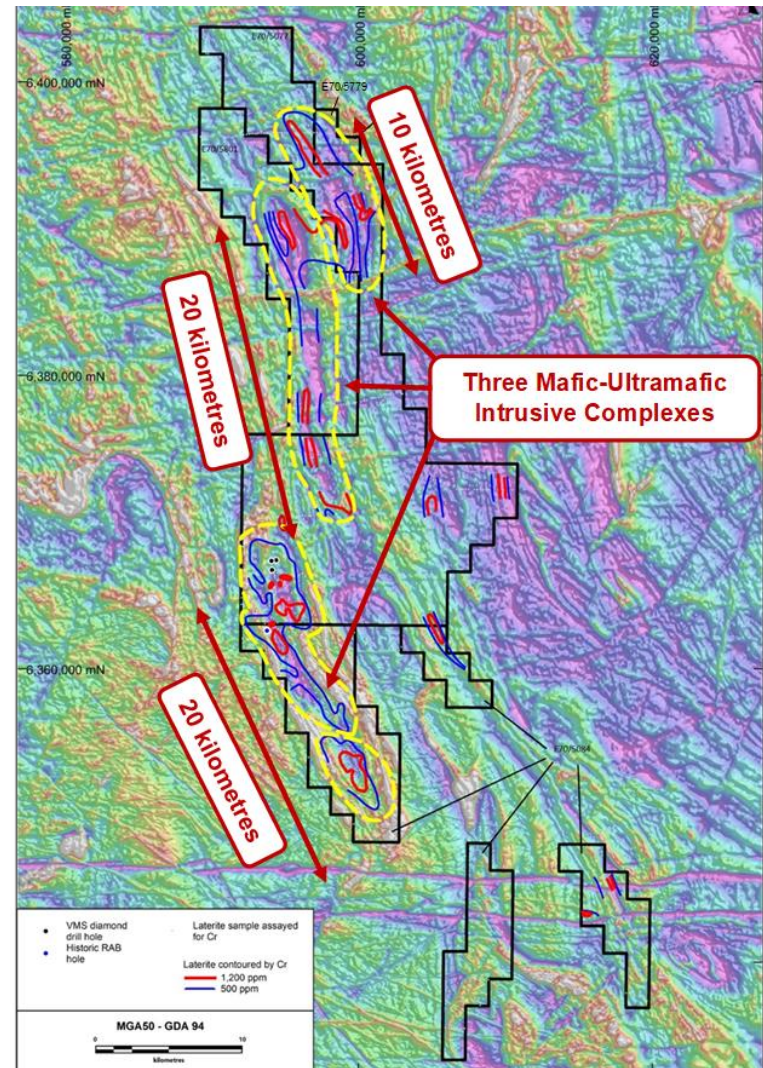 580,000 mE
600,000 mE
620,000 mE
E70/5077
6,400,000 mN
E70/5779
E70/5801
10 kilometres
20 kilometres
6,380,000 mN
Three Mafic-Ultramafic
Intrusive Complexes
6,360,000 mN
20 kilometres
E70/5084
VMS diamond
drill hole
Historic RAB
hole
Laterite sample assayed
for Cr
Laterite contoured by Cr
1,200 ppm
500 ppm
MGA50 - GDA 94
0
10
kilometres